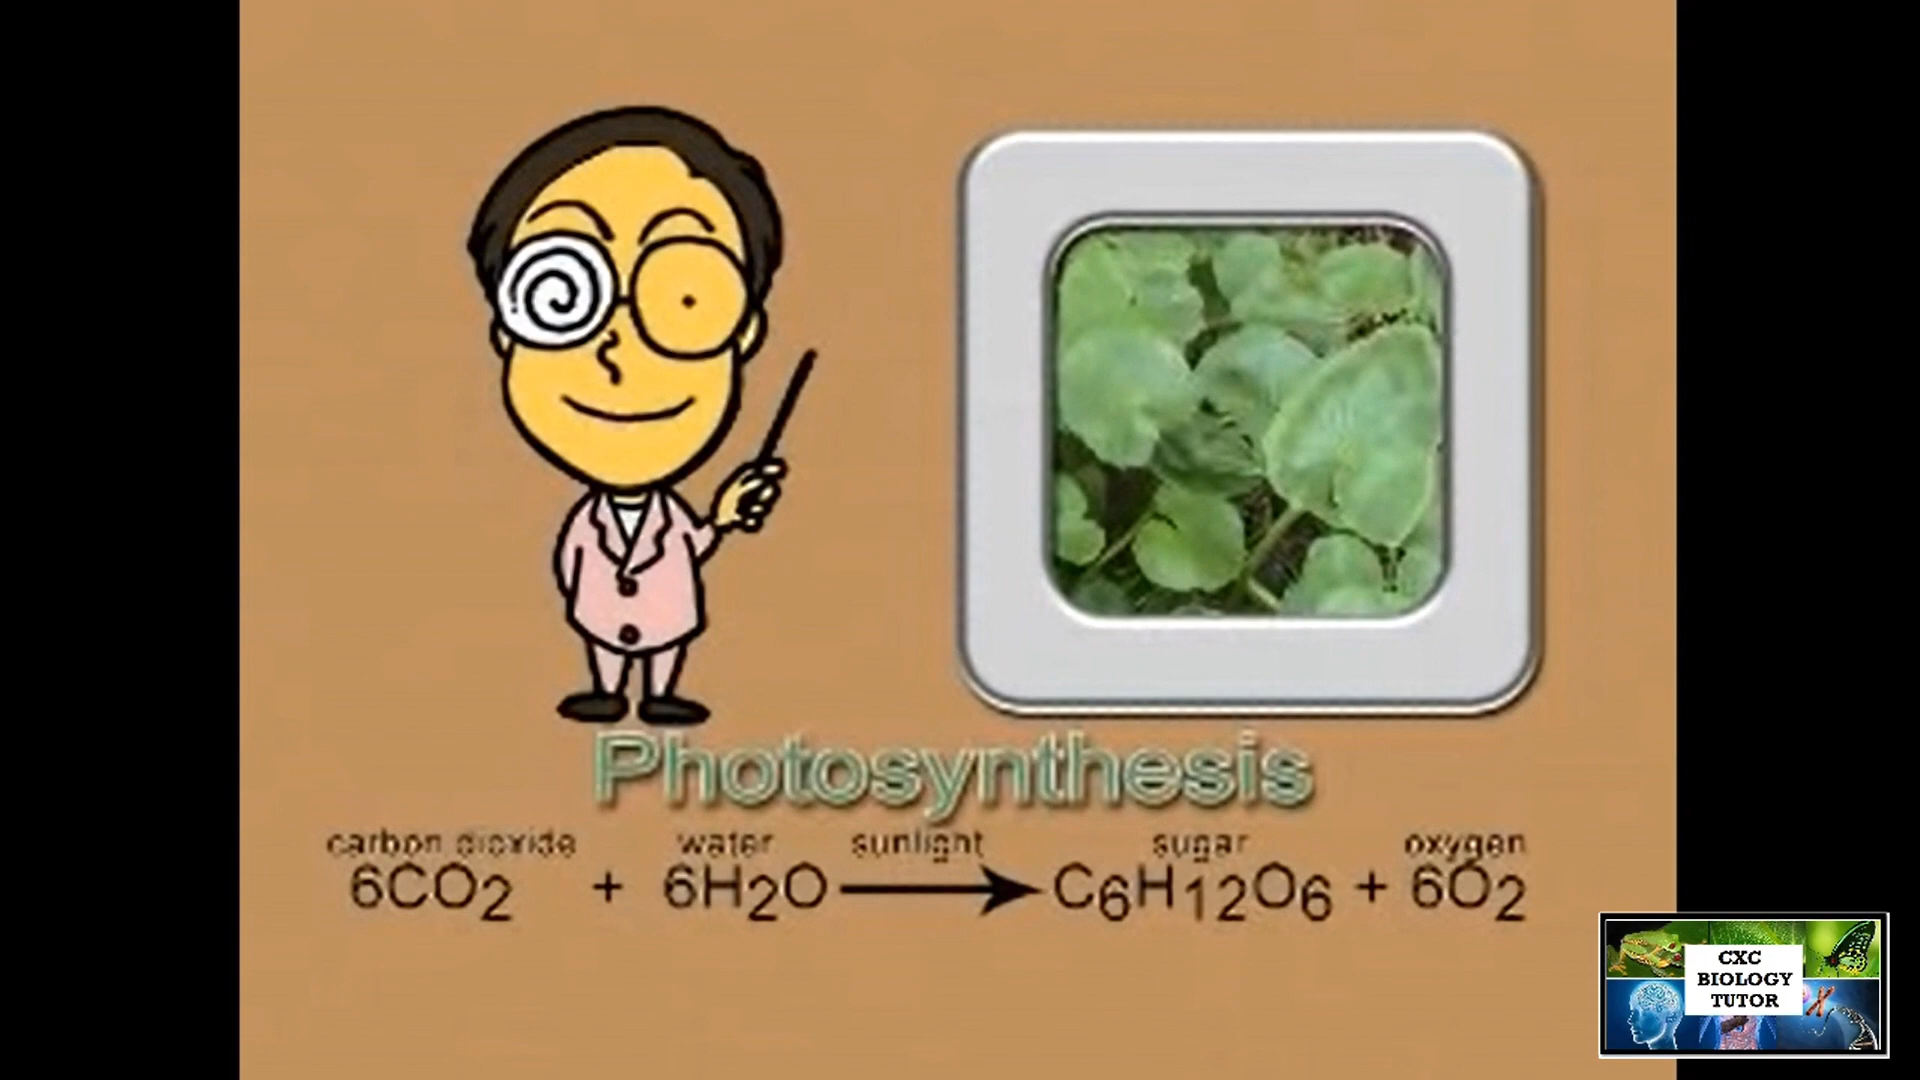 Photosynthesis
carbon dioxide water sunlight sugar oxygen
6CO2 + 6H2O → C6H12O6 + 6O2
CXC
BIOLOGY
TUTOR